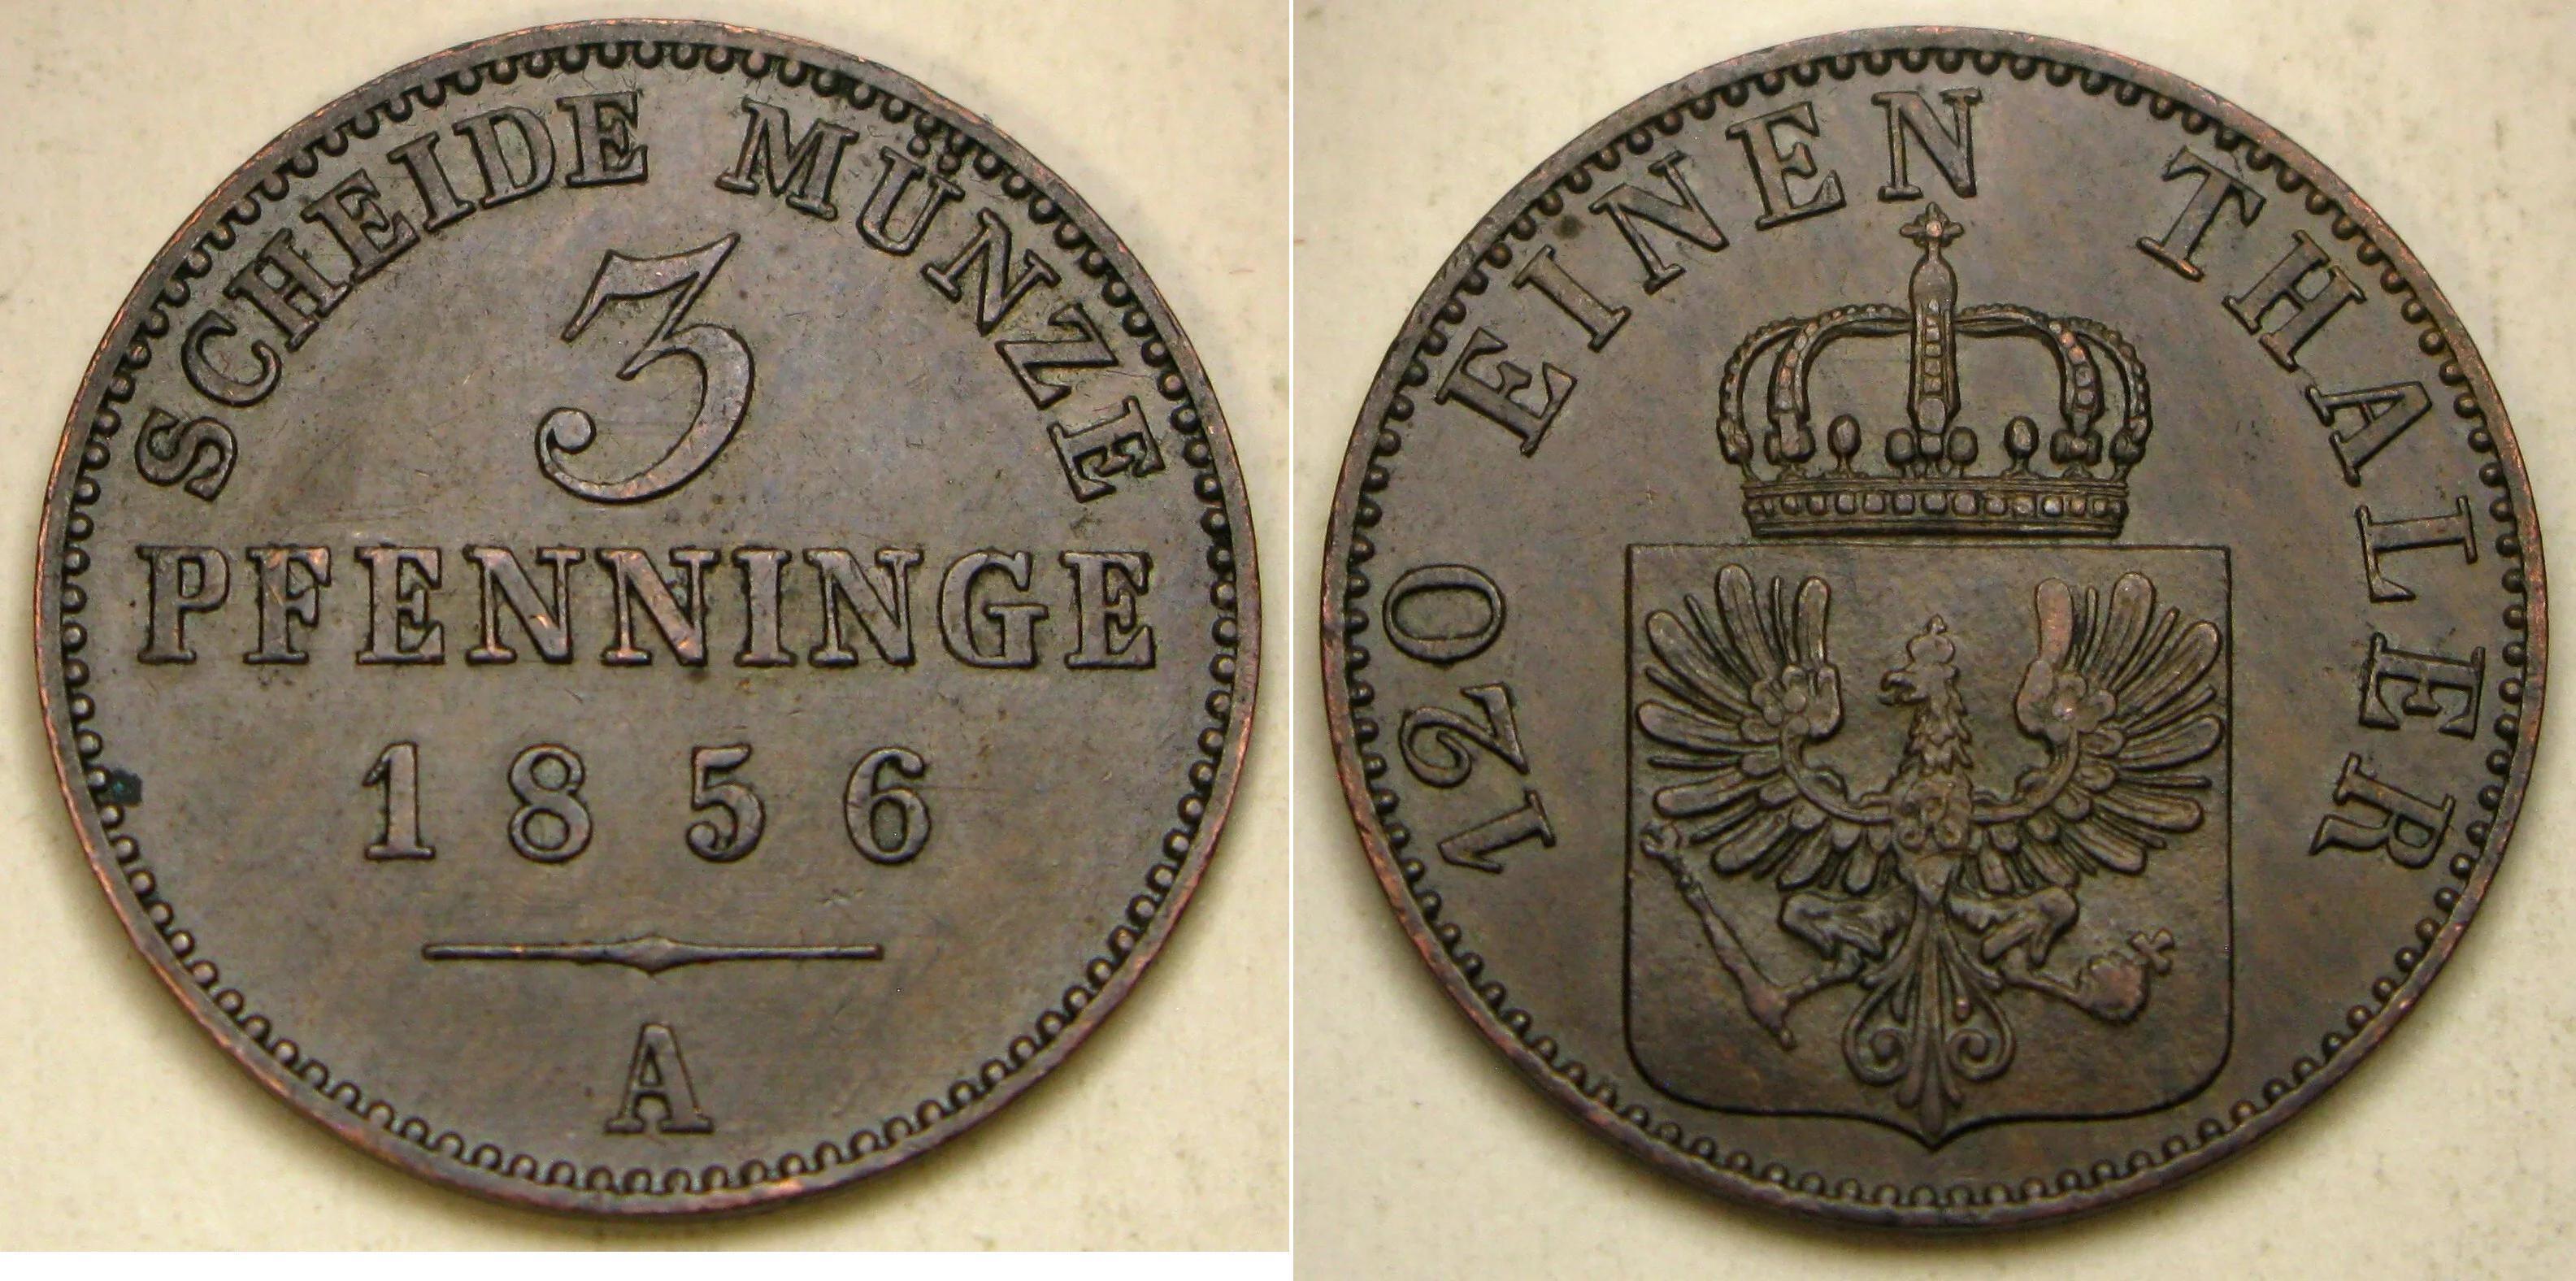 SCHEIDE MÜNZE
3
PFENNINGE
1856
A
120 EINEN THALER